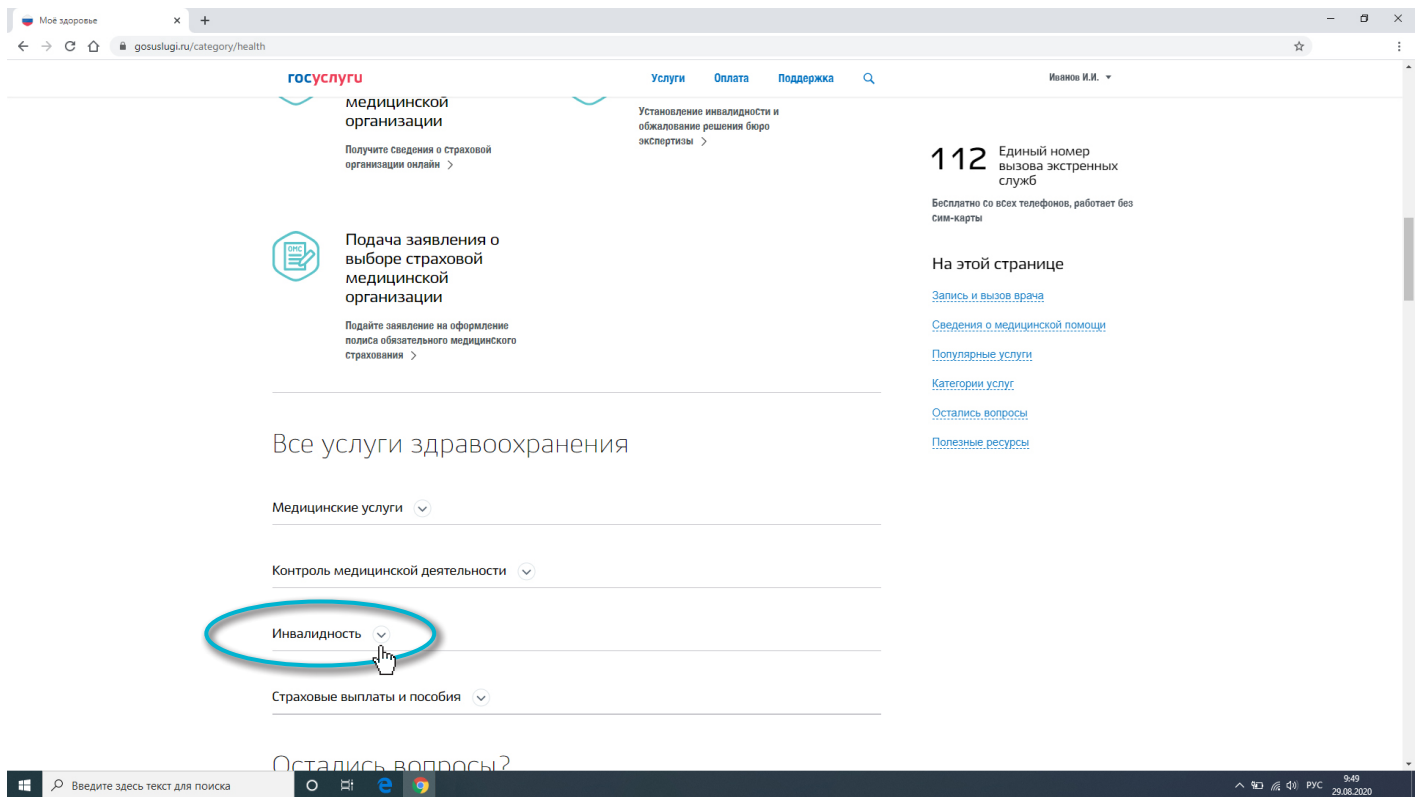 Моё здоровье
gosuslugi.ru/category/health
госуслуги
Услуги Оплата Поддержка
Иванов И.И.
медицинской
организации
Получите сведения о страховой
организации онлайн
Установление инвалидности и
обжалование решения бюро
экспертизы
112
Единый номер
вызова экстренных
служб
Бесплатно со всех телефонов, работает без
сим-карты
ОМС
Подача заявления о
выборе страховой
медицинской
организации
Подайте заявление на оформление
полиса обязательного медицинского
страхования
На этой странице
Запись и вызов врача
Сведения о медицинской помощи
Популярные услуги
Категории услуг
Остались вопросы
Полезные ресурсы
Все услуги здравоохранения
Медицинские услуги
Контроль медицинской деятельности
Инвалидность
Страховые выплаты и пособия
Остались вопросы?
Введите здесь текст для поиска
РУС
9:49
29.08.2020